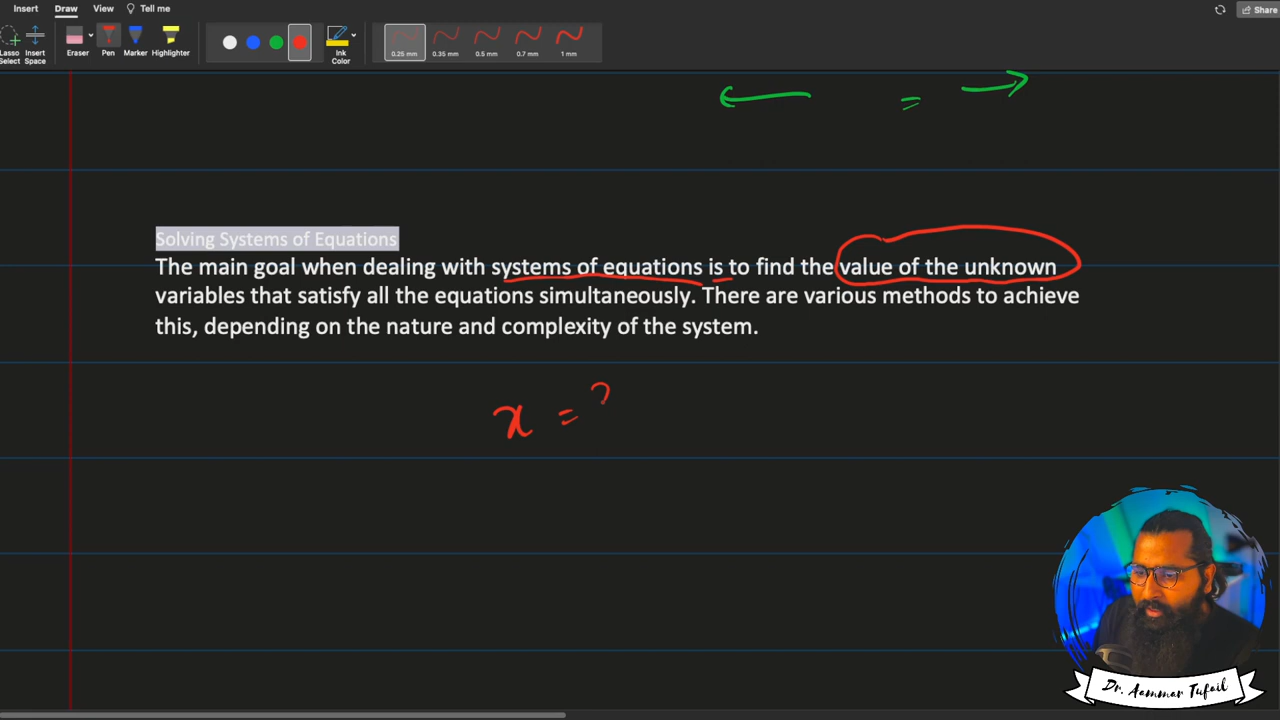 Insert Draw View Tell me
Share
Lasso Select
Insert Space
Eraser
Pen
Marker
Highlighter
Ink Color
0.25 mm
0.35 mm
0.5 mm
0.7 mm
1 mm
=
Solving Systems of Equations
The main goal when dealing with systems of equations is to find the value of the unknown
variables that satisfy all the equations simultaneously. There are various methods to achieve
this, depending on the nature and complexity of the system.
x = ?
Dr. Aammar Tufail